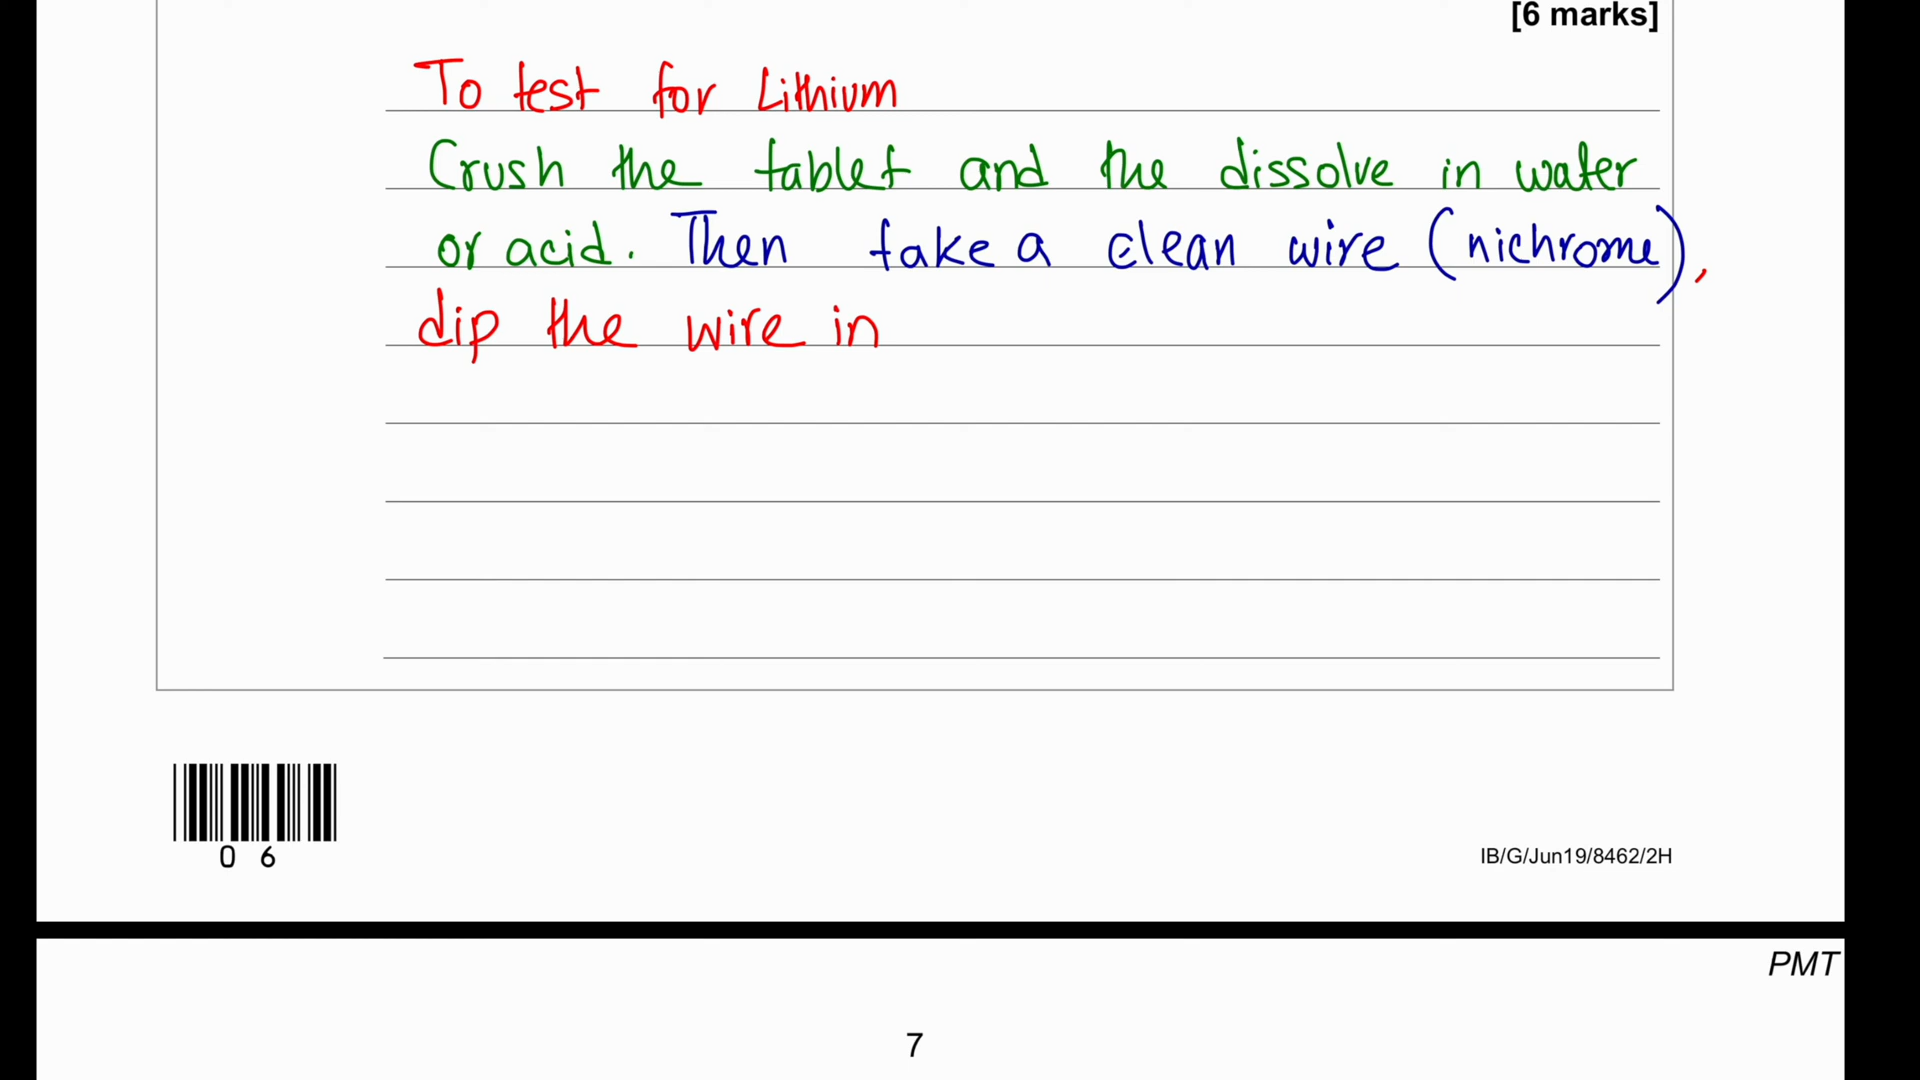 [6 marks]
To test for Lithium
Crush the tablet and the dissolve in water
or acid. Then take a clean wire (nichrome),
dip the wire in
0 6
IB/G/Jun19/8462/2H
PMT
7